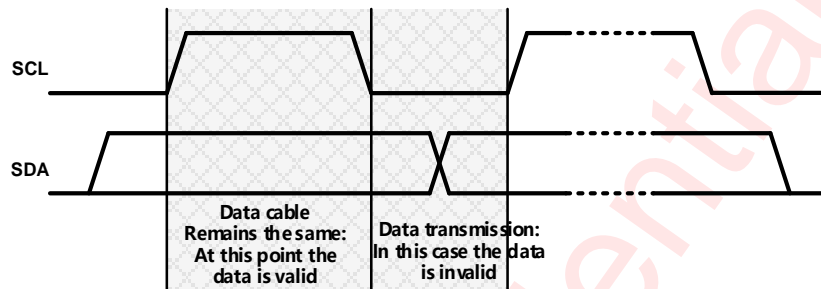 SCL
SDA
Data cable
Remains the same:
At this point the
data is valid
Data transmission:
In this case the data
is invalid